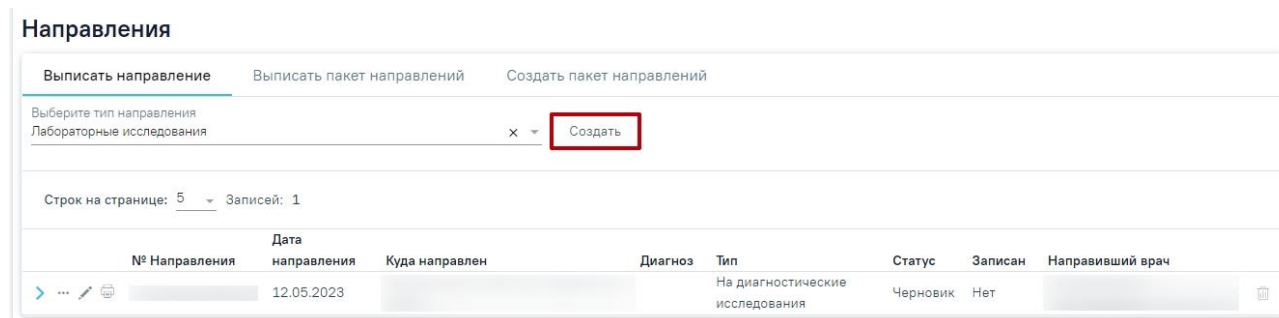 Направления
Выписать направление Выписать пакет направлений Создать пакет направлений
Выберите тип направления
Лабораторные исследования
Создать
Строк на странице: 5 Записей: 1
№ Направления Дата направления Куда направлен Диагноз Тип Статус Записан Направивший врач
12.05.2023 На диагностические исследования Черновик Нет